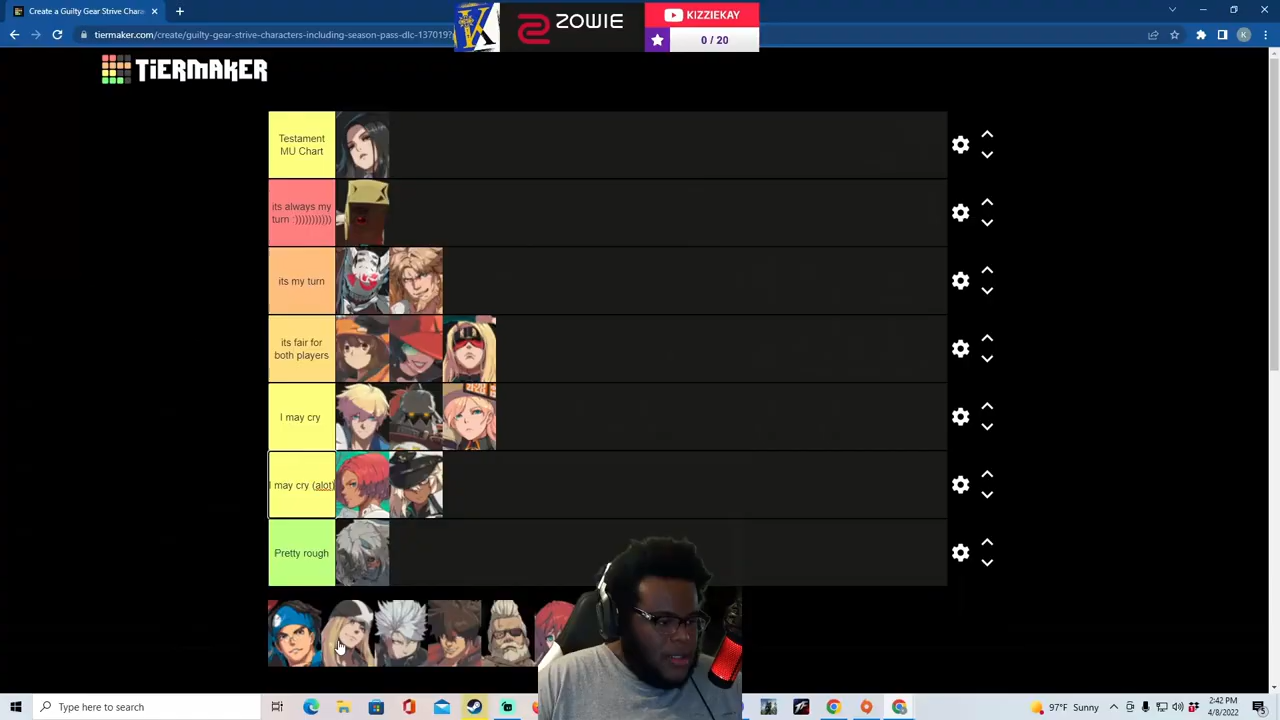 Create a Guilty Gear Strive Chara
tiermaker.com/create/guilty-gear-strive-characters-including-season-pass-dlc-137019
K
ZOWIE
KIZZIEKAY
0 / 20
K
TiERMAKER
Testament
MU Chart
its always my
turn :)))))))))))
its my turn
its fair for
both players
I may cry
I may cry (alot)
Pretty rough
Type here to search
97°F Sunny
2:42 PM
4/8/2022